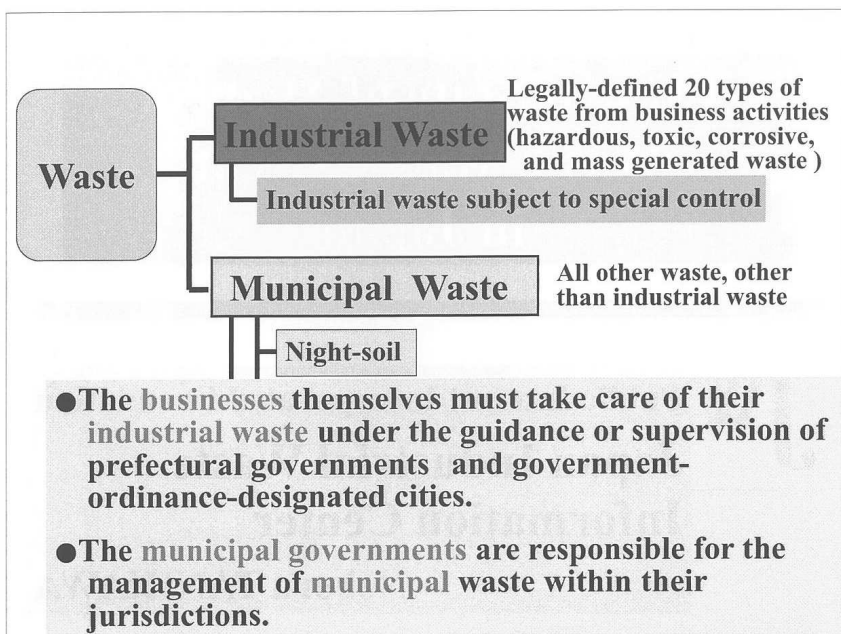 Waste
Industrial Waste
Legally-defined 20 types of
waste from business activities
(hazardous, toxic, corrosive,
and mass generated waste )
Industrial waste subject to special control
Municipal Waste
All other waste, other
than industrial waste
Night-soil
●The businesses themselves must take care of their
industrial waste under the guidance or supervision of
prefectural governments and government-
ordinance-designated cities.
●The municipal governments are responsible for the
management of municipal waste within their
jurisdictions.